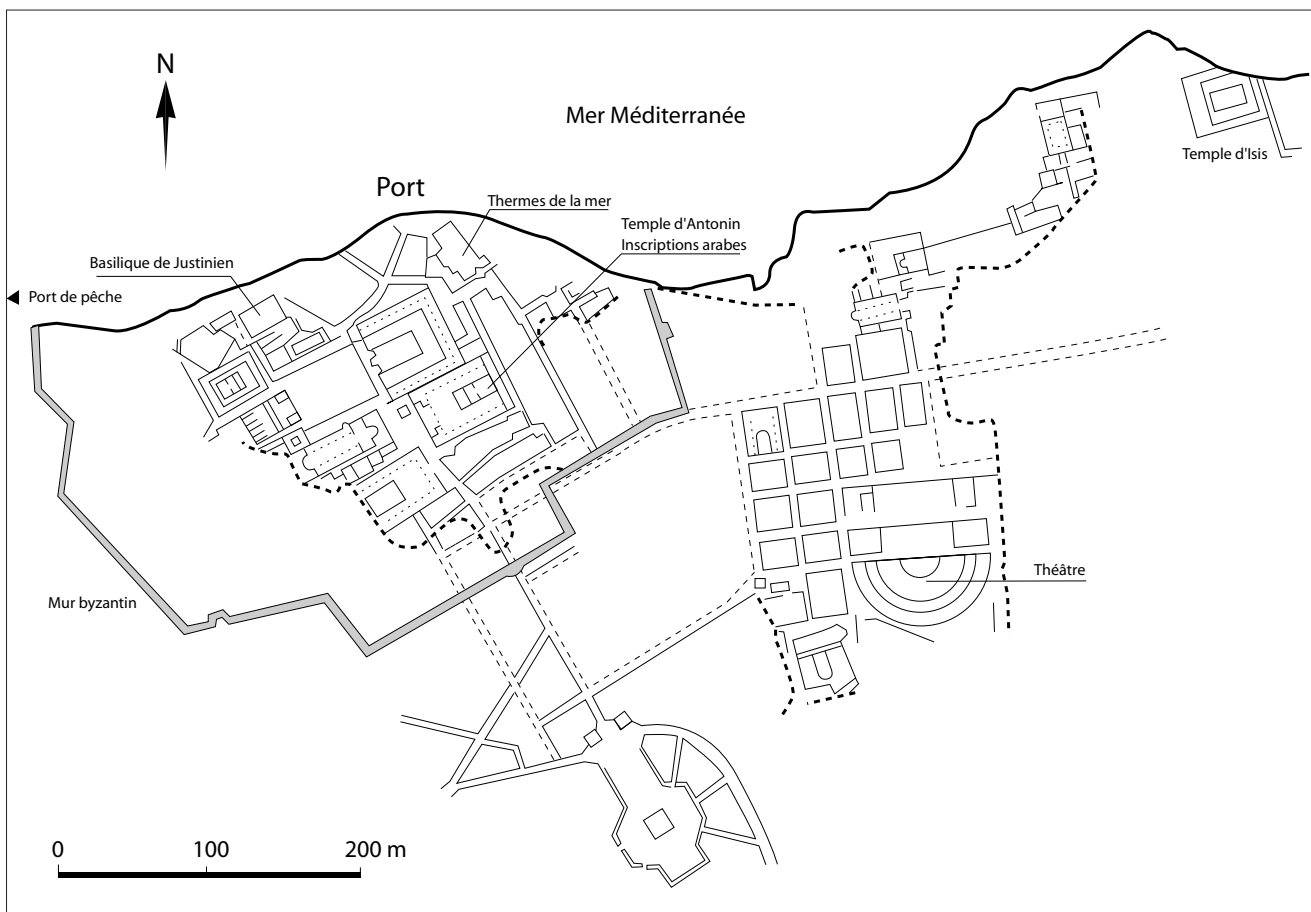 N
Mer Méditerranée
Temple d'Isis
Port
Thermes de la mer
Temple d'Antonin
Inscriptions arabes
Basilique de Justinien
Port de pêche
Théâtre
Mur byzantin
0 100 200 m